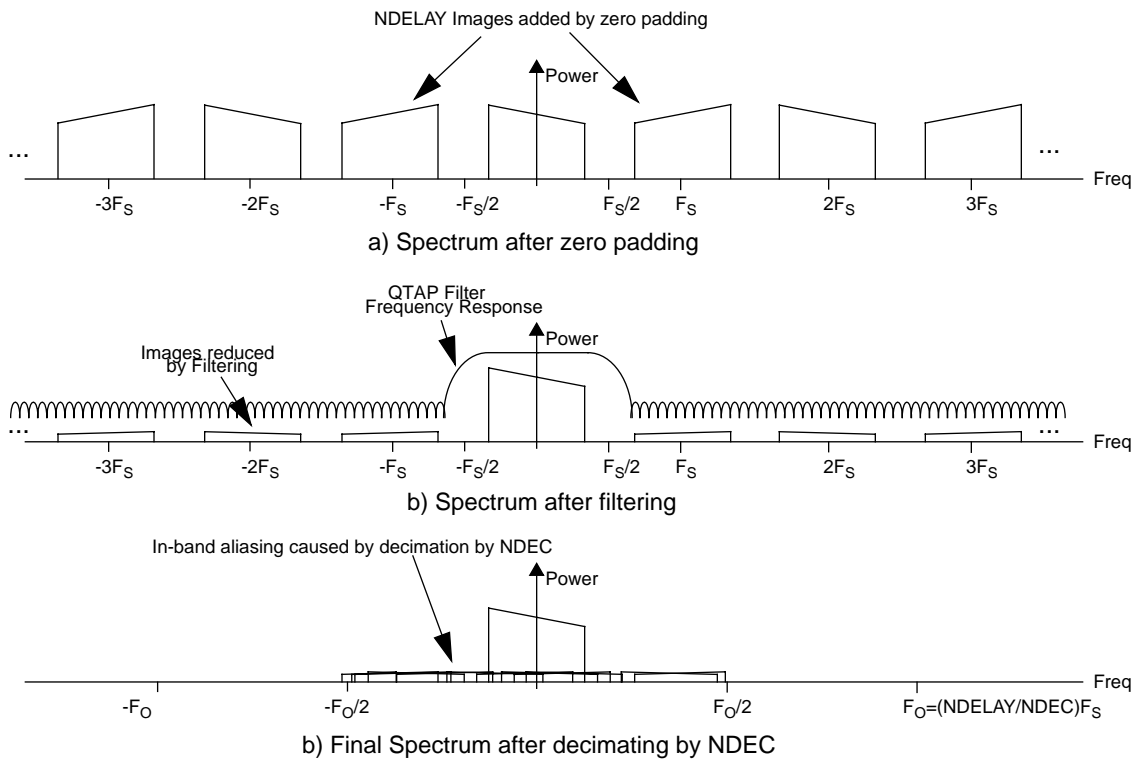 NDELAY Images added by zero padding
Power
... ...
Freq
-3FS -2FS -FS -FS/2 FS/2 FS 2FS 3FS
a) Spectrum after zero padding
QTAP Filter
Frequency Response
Power
Images reduced
by Filtering
... ...
Freq
-3FS -2FS -FS -FS/2 FS/2 FS 2FS 3FS
b) Spectrum after filtering
In-band aliasing caused by decimation by NDEC
Power
Freq
-FO -FO/2 FO/2 FO=(NDELAY/NDEC)FS
b) Final Spectrum after decimating by NDEC